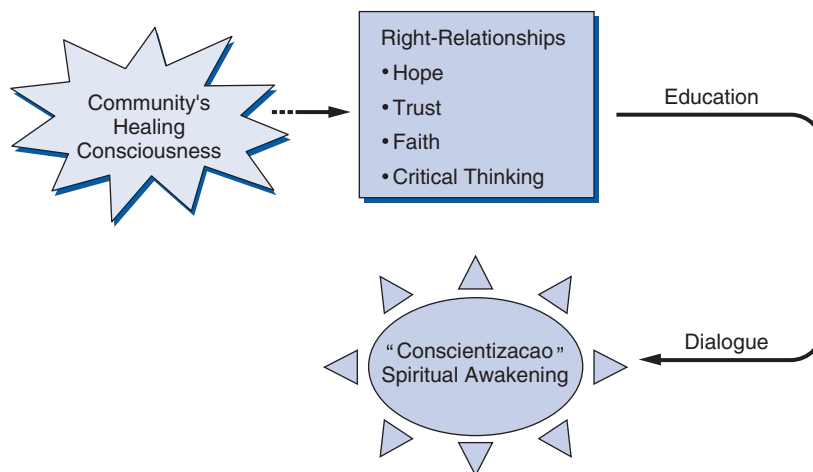 Community's
Healing
Consciousness
Right-Relationships
• Hope
• Trust
• Faith
• Critical Thinking
Education
Dialogue
“Conscientizacao”
Spiritual Awakening